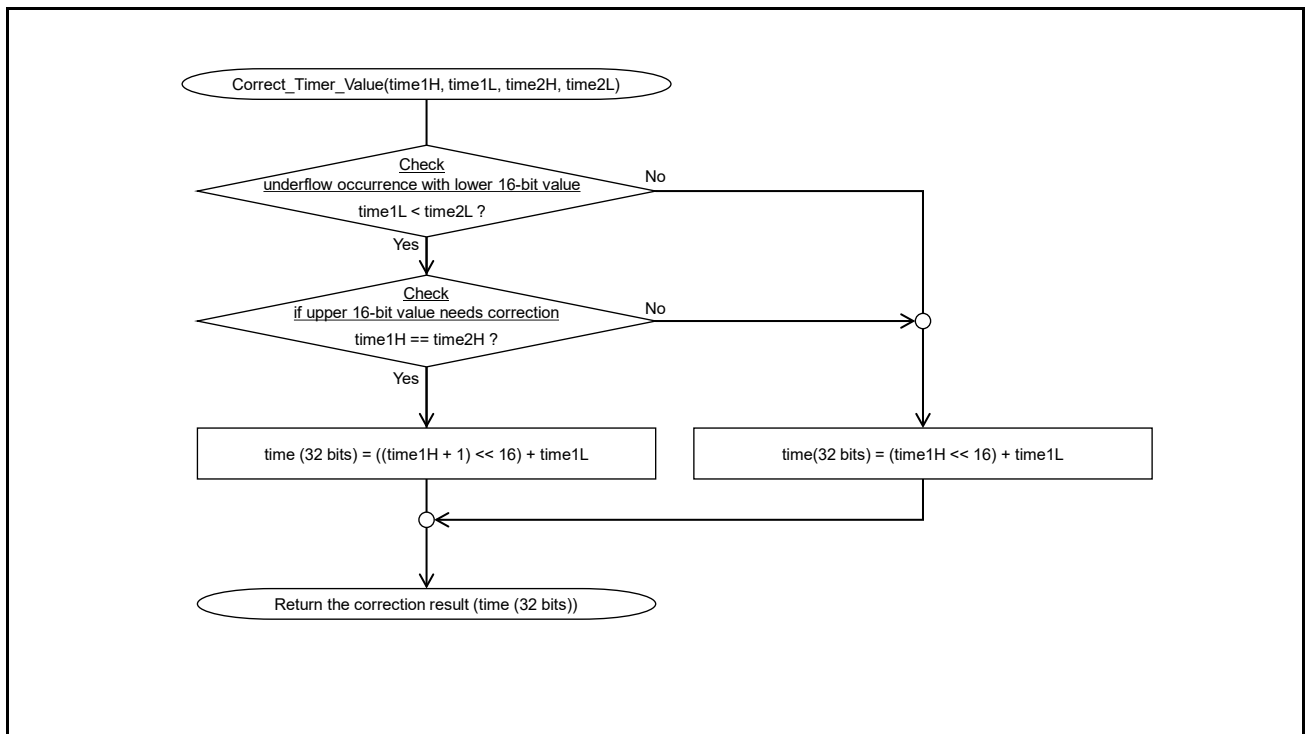 Correct_Timer_Value(time1H, time1L, time2H, time2L)
Check
underflow occurrence with lower 16-bit value
time1L < time2L ?
No
Yes
Check
if upper 16-bit value needs correction
time1H == time2H ?
No
Yes
time (32 bits) = ((time1H + 1) << 16) + time1L
time(32 bits) = (time1H << 16) + time1L
Return the correction result (time (32 bits))